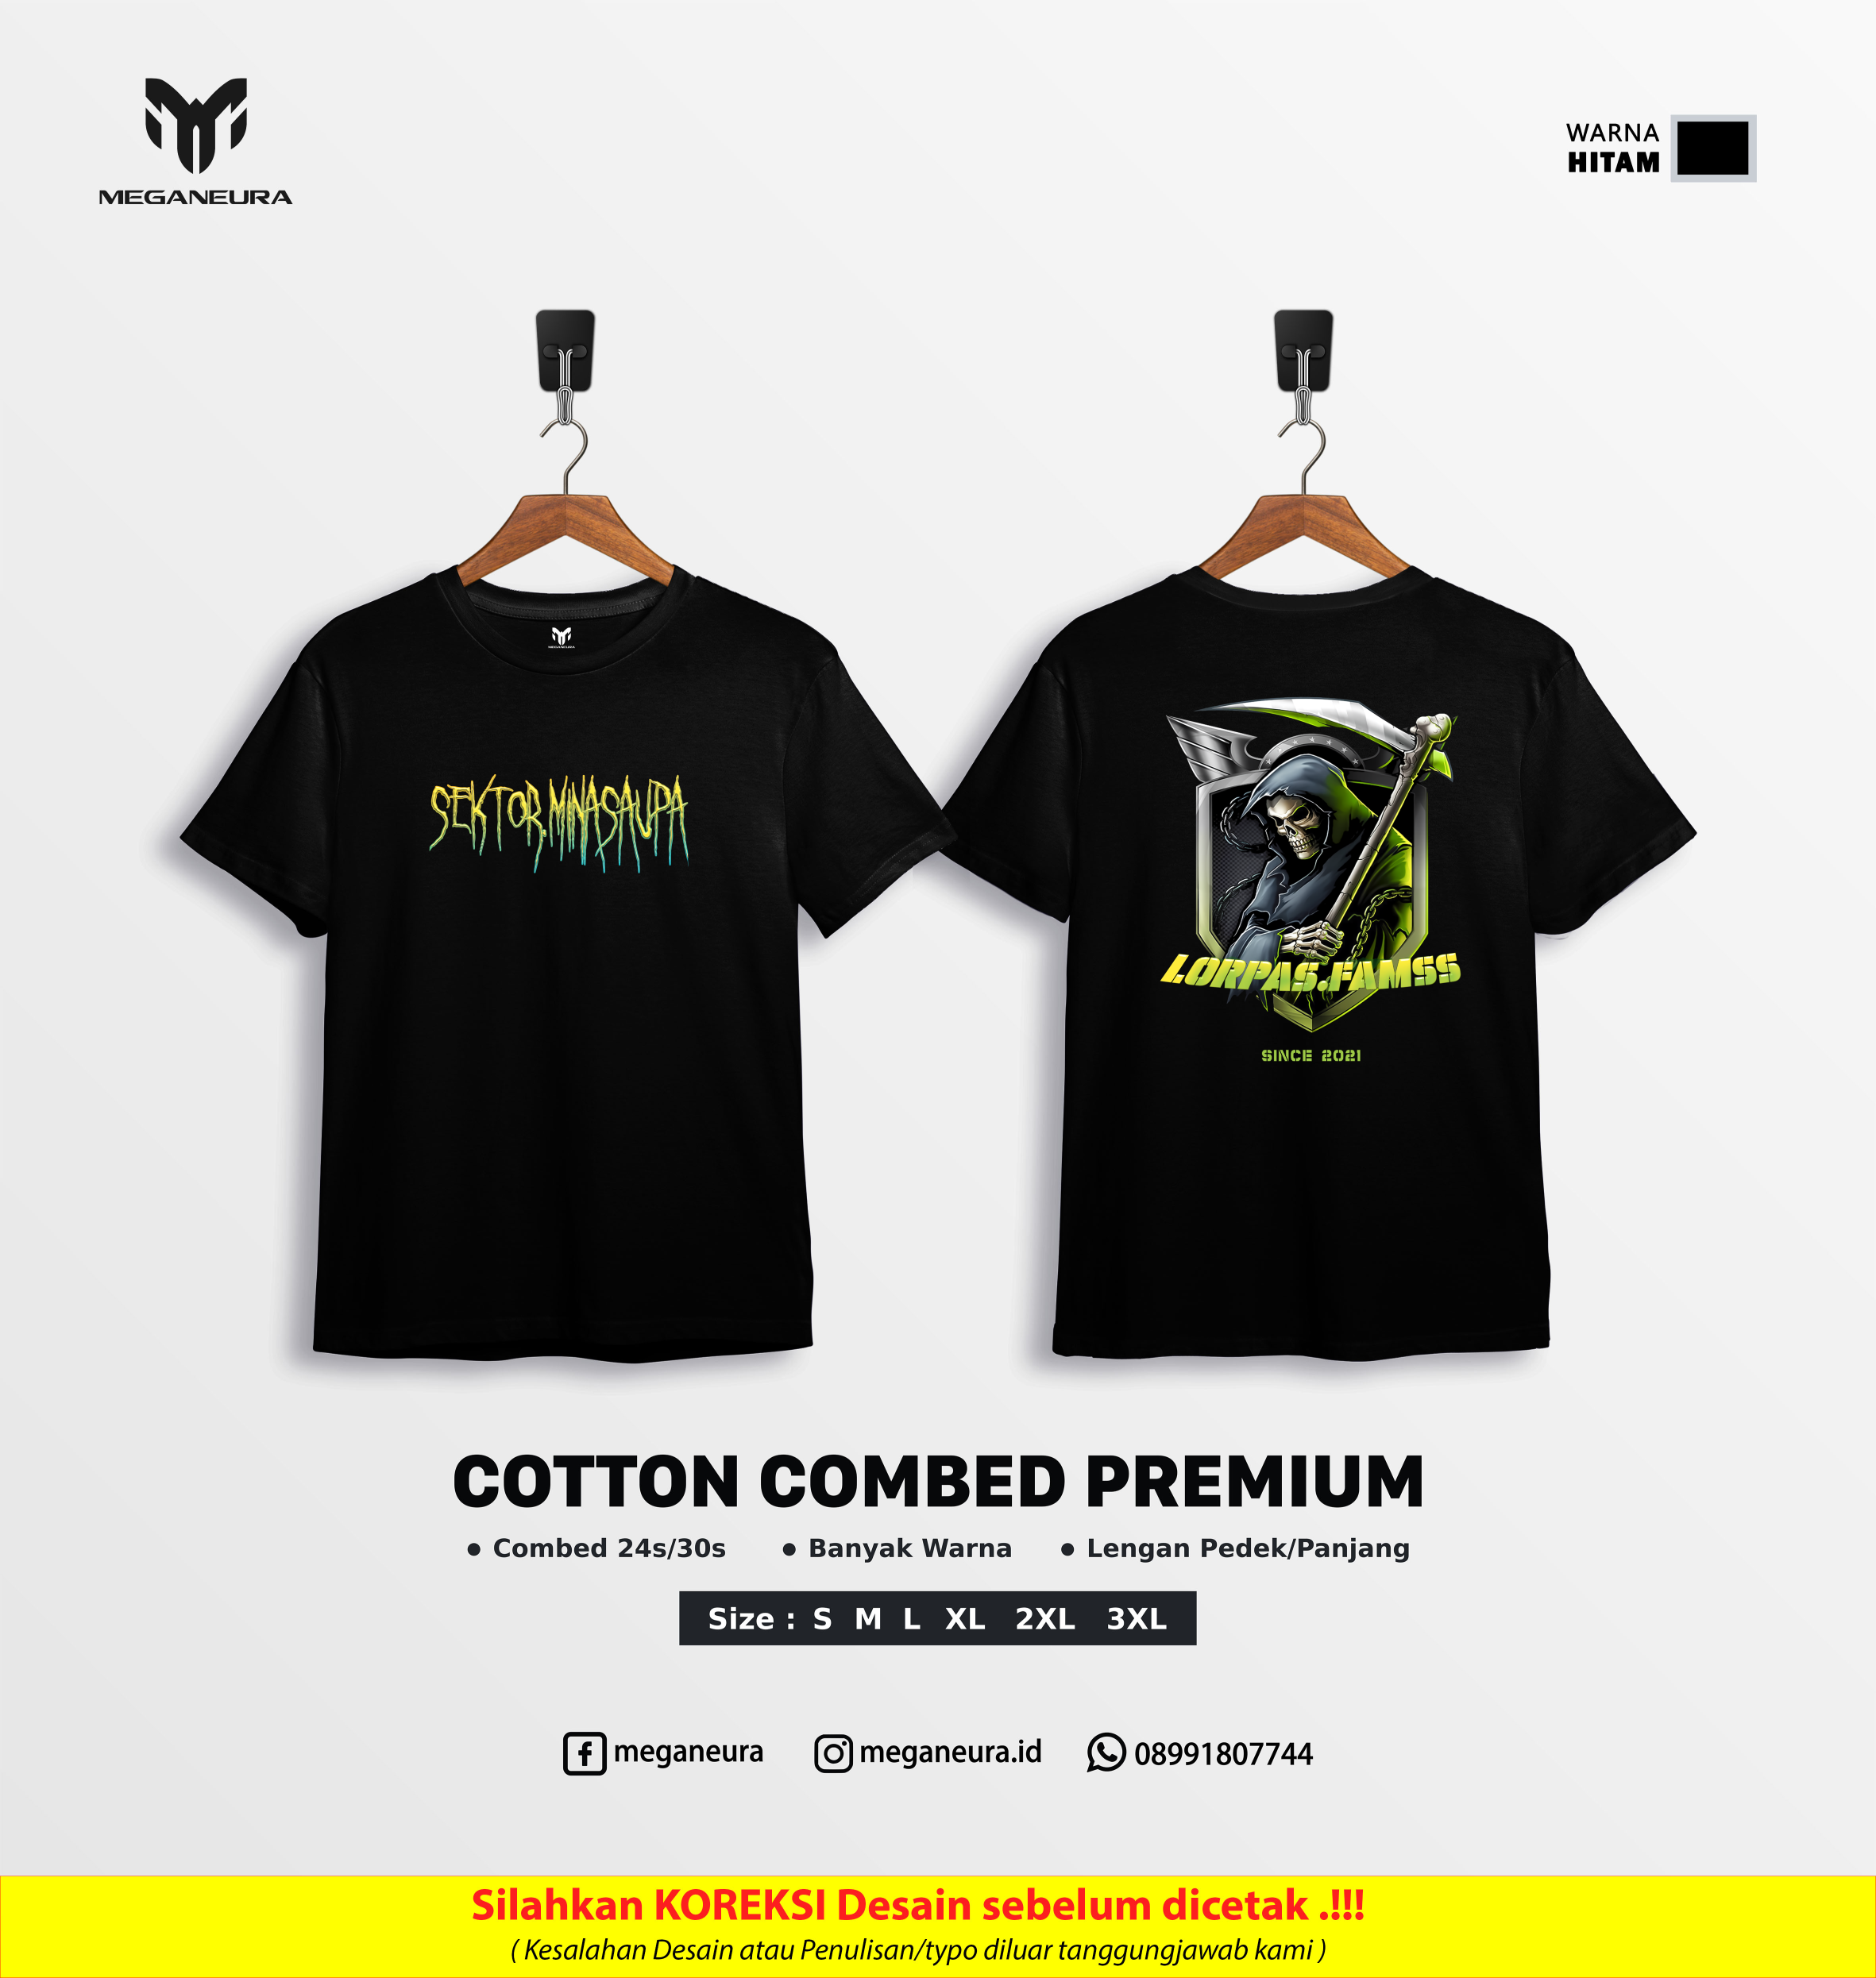 MEGANEURA
WARNA
HITAM
MEGANEURA
SEKTOR.MINASAUPA
LORPAS.FAMSS
SINCE 2021
COTTON COMBED PREMIUM
• Combed 24s/30s • Banyak Warna • Lengan Pedek/Panjang
Size : S M L XL 2XL 3XL
meganeura meganeura.id 08991807744
Silahkan KOREKSI Desain sebelum dicetak .!!!
( Kesalahan Desain atau Penulisan/typo diluar tanggungjawab kami )